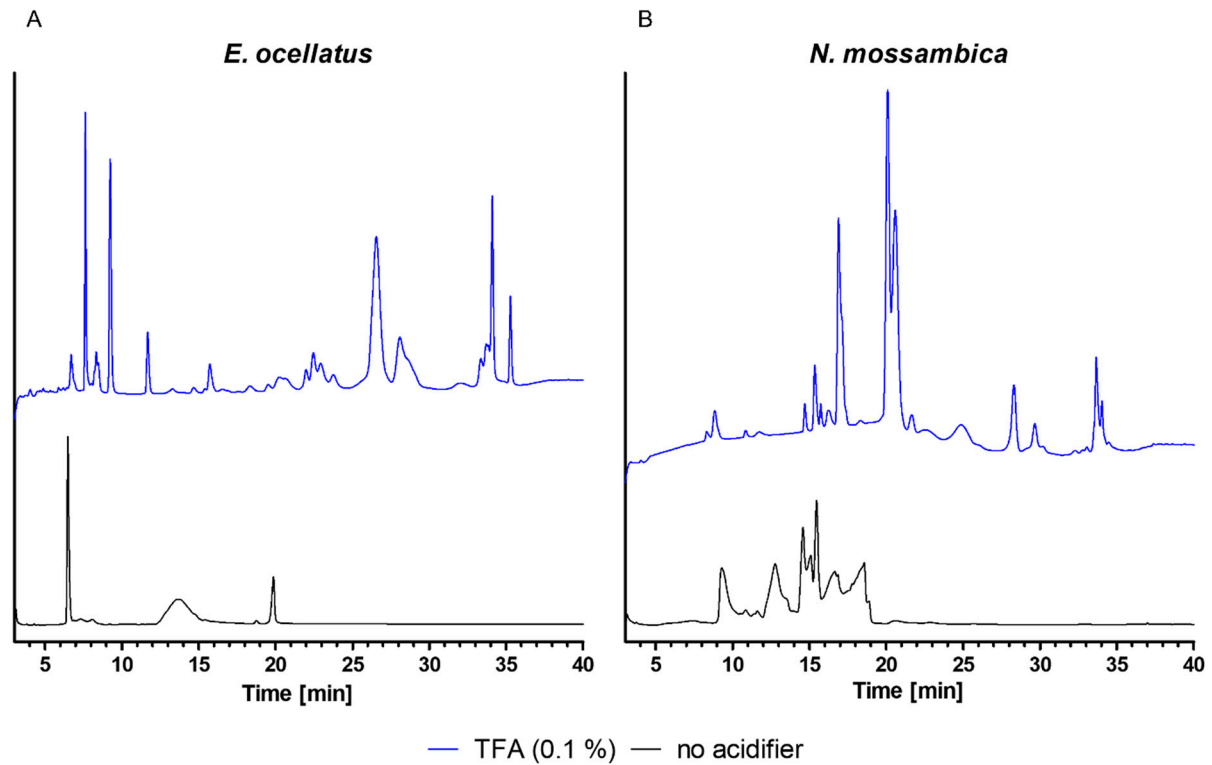 A
B
E. ocellatus
N. mossambica
5 10 15 20 25 30 35 40
5 10 15 20 25 30 35 40
Time [min]
Time [min]
TFA (0.1 %) no acidifier